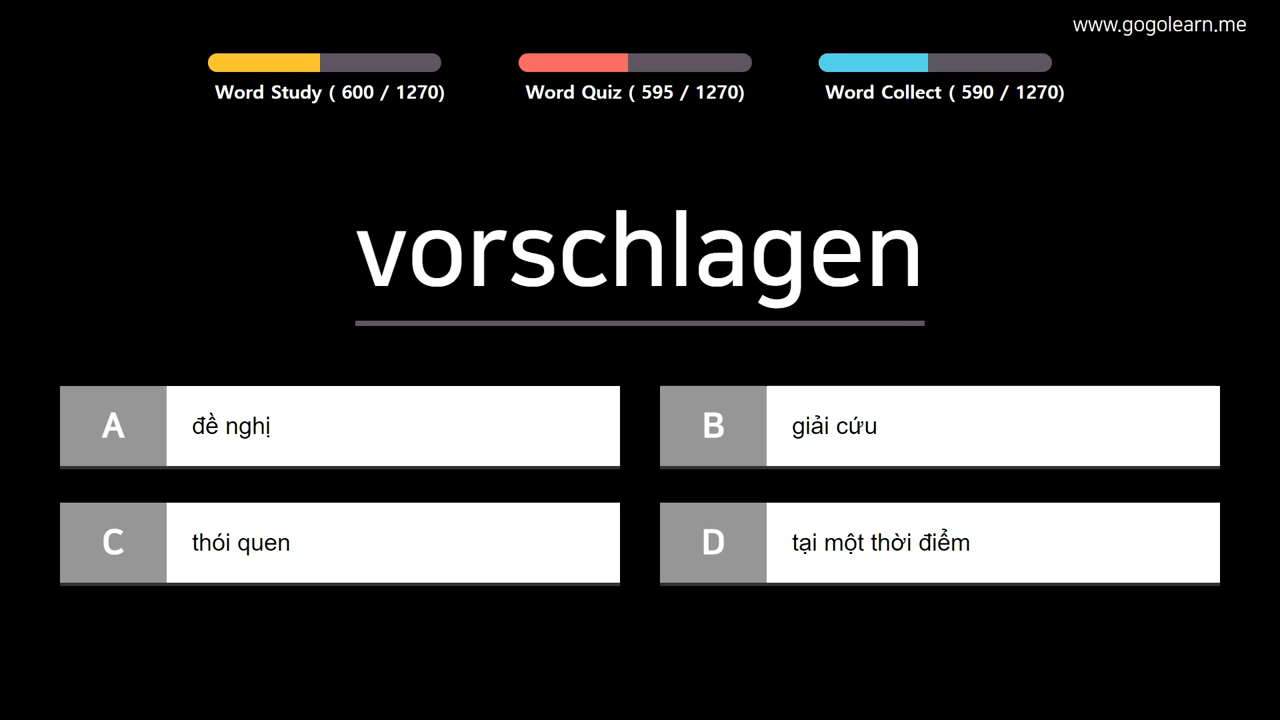 www.gogolearn.me
Word Study ( 600 / 1270)
Word Quiz ( 595 / 1270)
Word Collect ( 590 / 1270)
vorschlagen
A đề nghị
B giải cứu
C thói quen
D tại một thời điểm